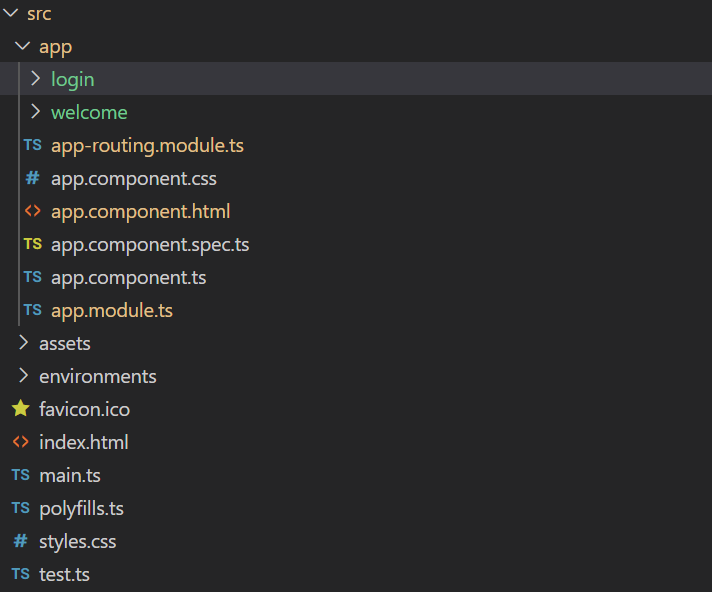 src
app
login
welcome
TS app-routing.module.ts
# app.component.css
<> app.component.html
TS app.component.spec.ts
TS app.component.ts
TS app.module.ts
assets
environments
favicon.ico
<> index.html
TS main.ts
TS polyfills.ts
# styles.css
TS test.ts